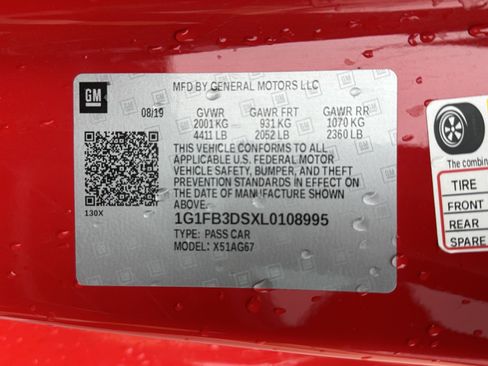 GM
MFD BY GENERAL MOTORS LLC
08/19 GVWR GAWR FRT GAWR RR
2001 KG 931 KG 1070 KG
4411 LB 2052 LB 2360 LB
THIS VEHICLE CONFORMS TO ALL
APPLICABLE U.S. FEDERAL MOTOR
VEHICLE SAFETY, BUMPER, AND THEFT
PREVENTION STANDARDS IN EFFECT ON
THE DATE OF MANUFACTURE SHOWN
ABOVE.
130X
1G1FB3DSXL0108995
TYPE: PASS CAR
MODEL: X51AG67
The combin
TIRE
FRONT
REAR
SPARE